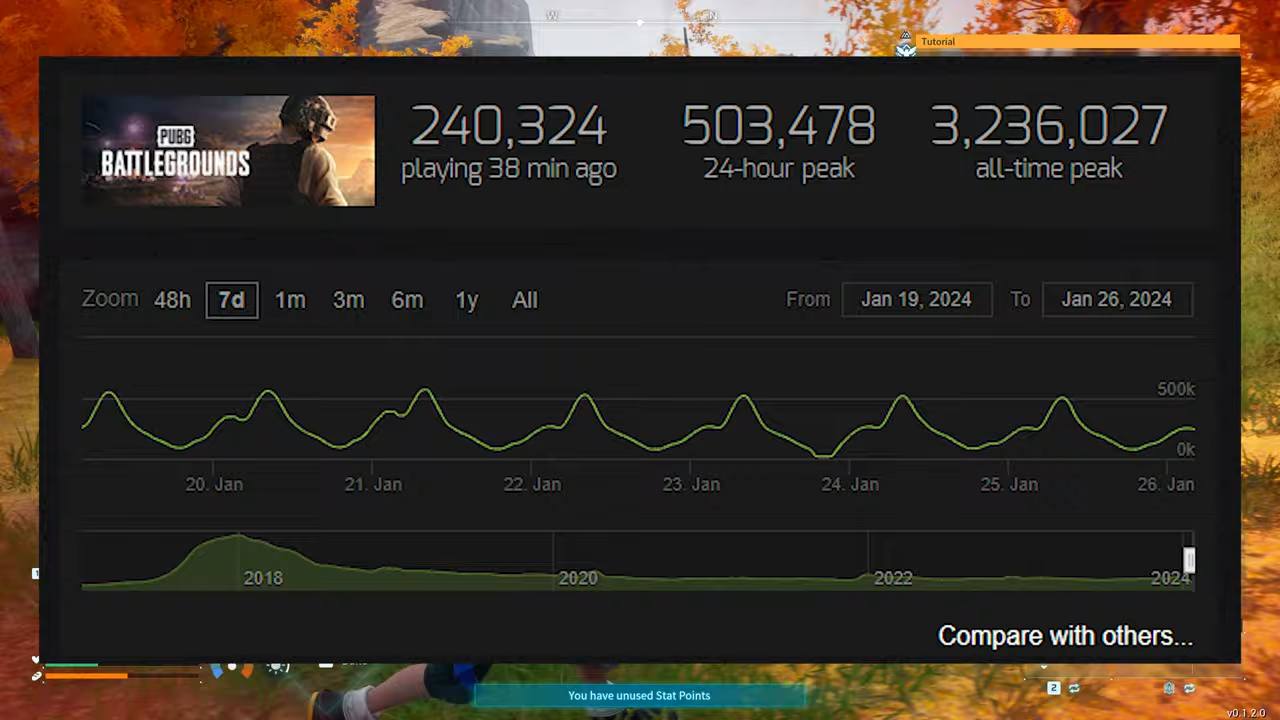 W
N
Tutorial
PUBG
BATTLEGROUNDS
240,324
playing 38 min ago
503,478
24-hour peak
3,236,027
all-time peak
Zoom 48h 7d 1m 3m 6m 1y All
From Jan 19, 2024 To Jan 26, 2024
500k
0k
20. Jan 21. Jan 22. Jan 23. Jan 24. Jan 25. Jan 26. Jan
2018 2020 2022 2024
Compare with others...
2
You have unused Stat Points
v0.1.2.0